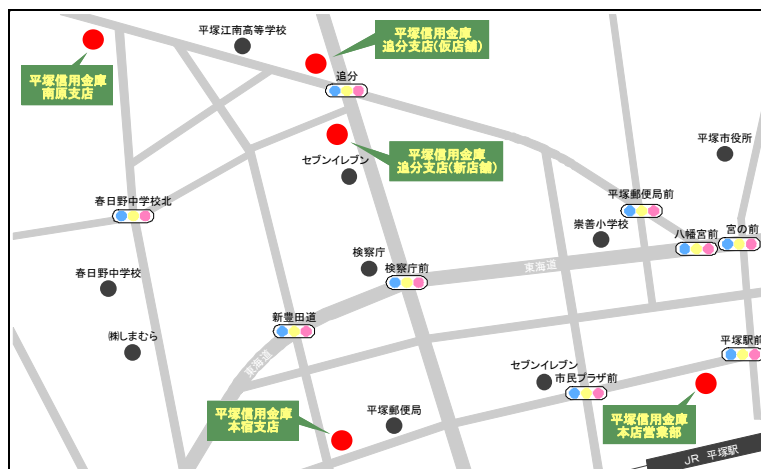 平塚江南高等学校
平塚信用金庫
追分支店(仮店舗)
平塚信用金庫
南原支店
追分
平塚市役所
平塚信用金庫
追分支店(新店舗)
セブンイレブン
春日野中学校北
平塚郵便局前
崇善小学校
八幡宮前
宮の前
検察庁
検察庁前
東海道
春日野中学校
新豊田道
㈱しまむら
東海道
平塚駅前
セブンイレブン
市民プラザ前
平塚信用金庫
本宿支店
平塚郵便局
平塚信用金庫
本店営業部
JR 平塚駅